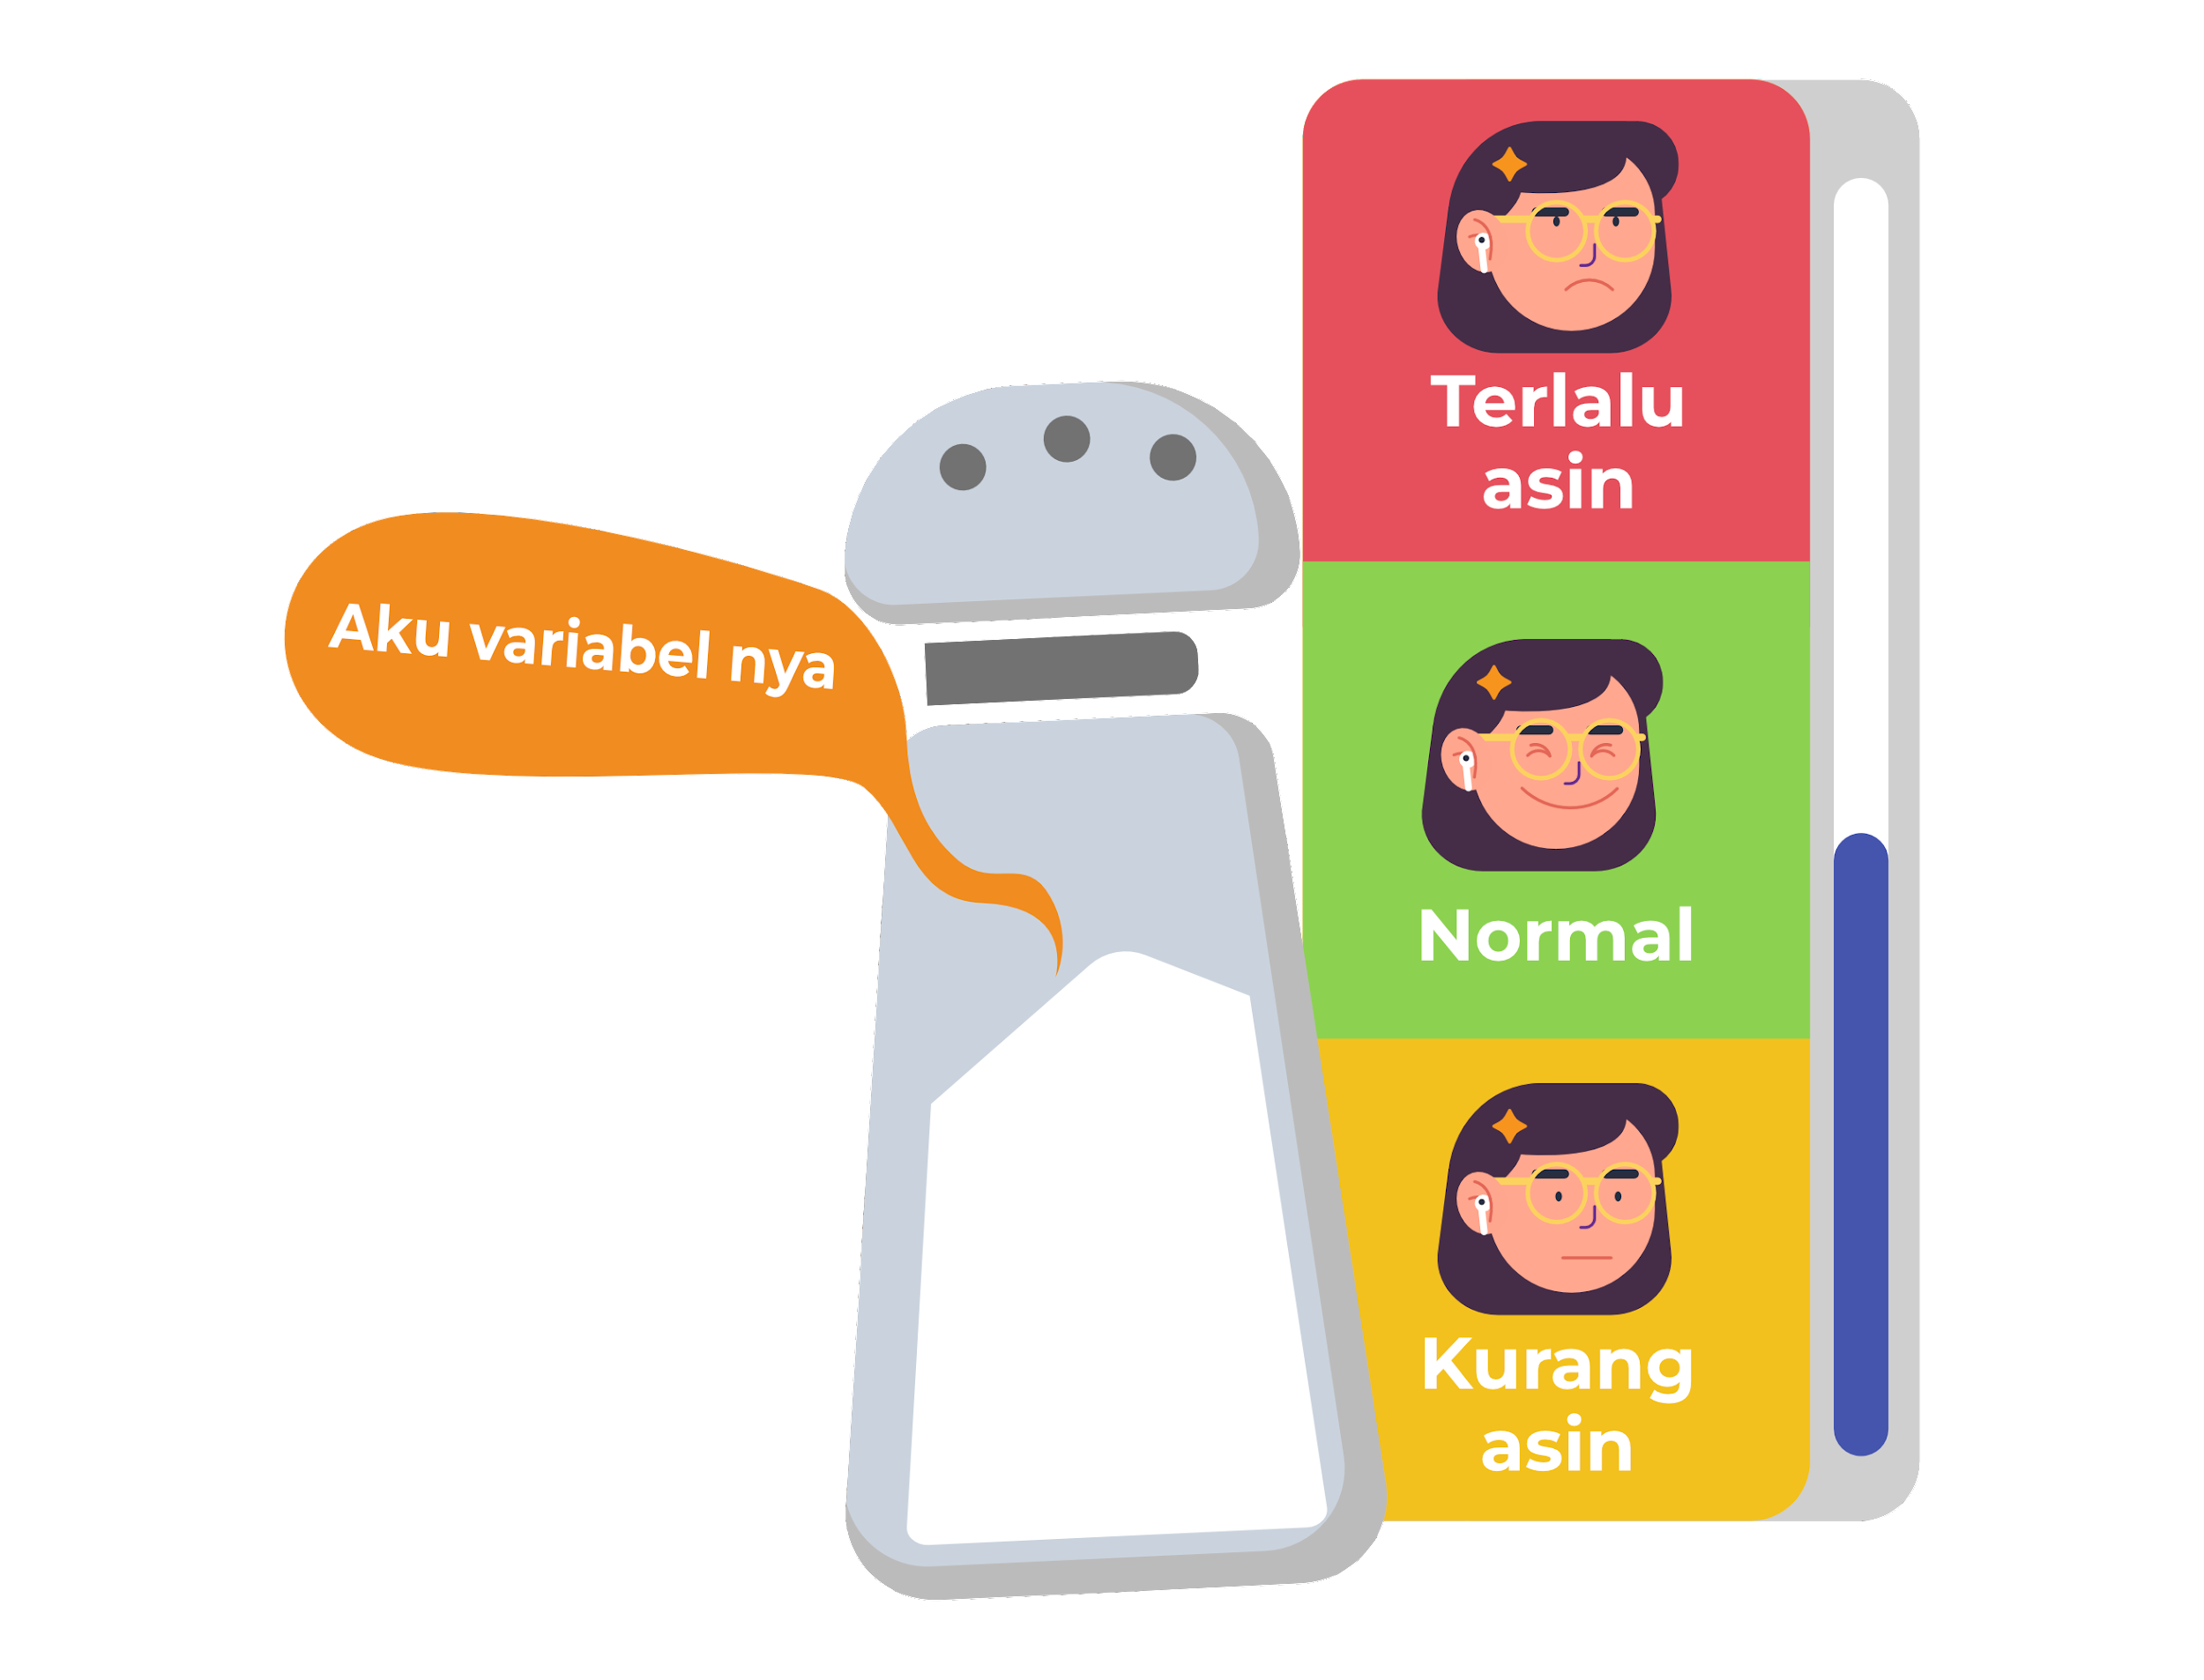 Aku variabel nya
Terlalu
asin
Normal
Kurang
asin